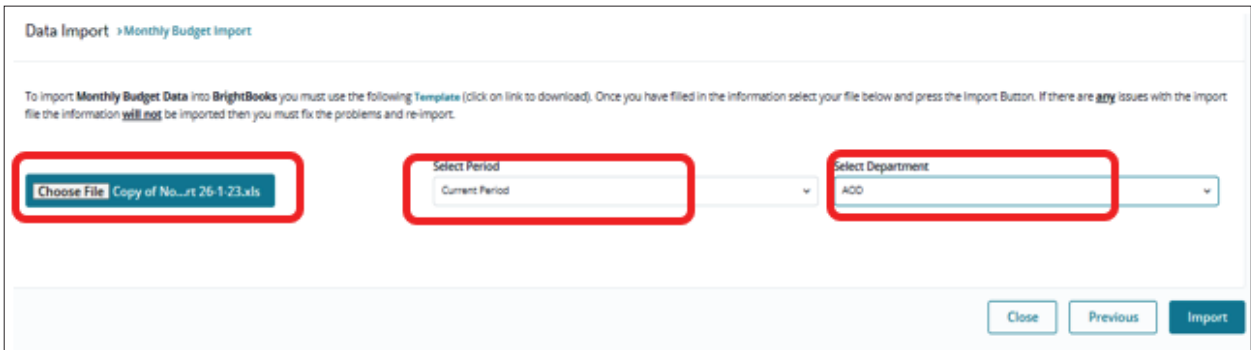 Data Import > Monthly Budget Import
To import Monthly Budget Data into BrightBooks you must use the following Template (click on link to download). Once you have filled in the information select your file below and press the Import Button. If there are any issues with the import
file the information will not be imported then you must fix the problems and re-import.
Select Period
Select Department
Choose File Copy of No...rt 26-1-23.xls
Current Period
AOD
Close
Previous
Import